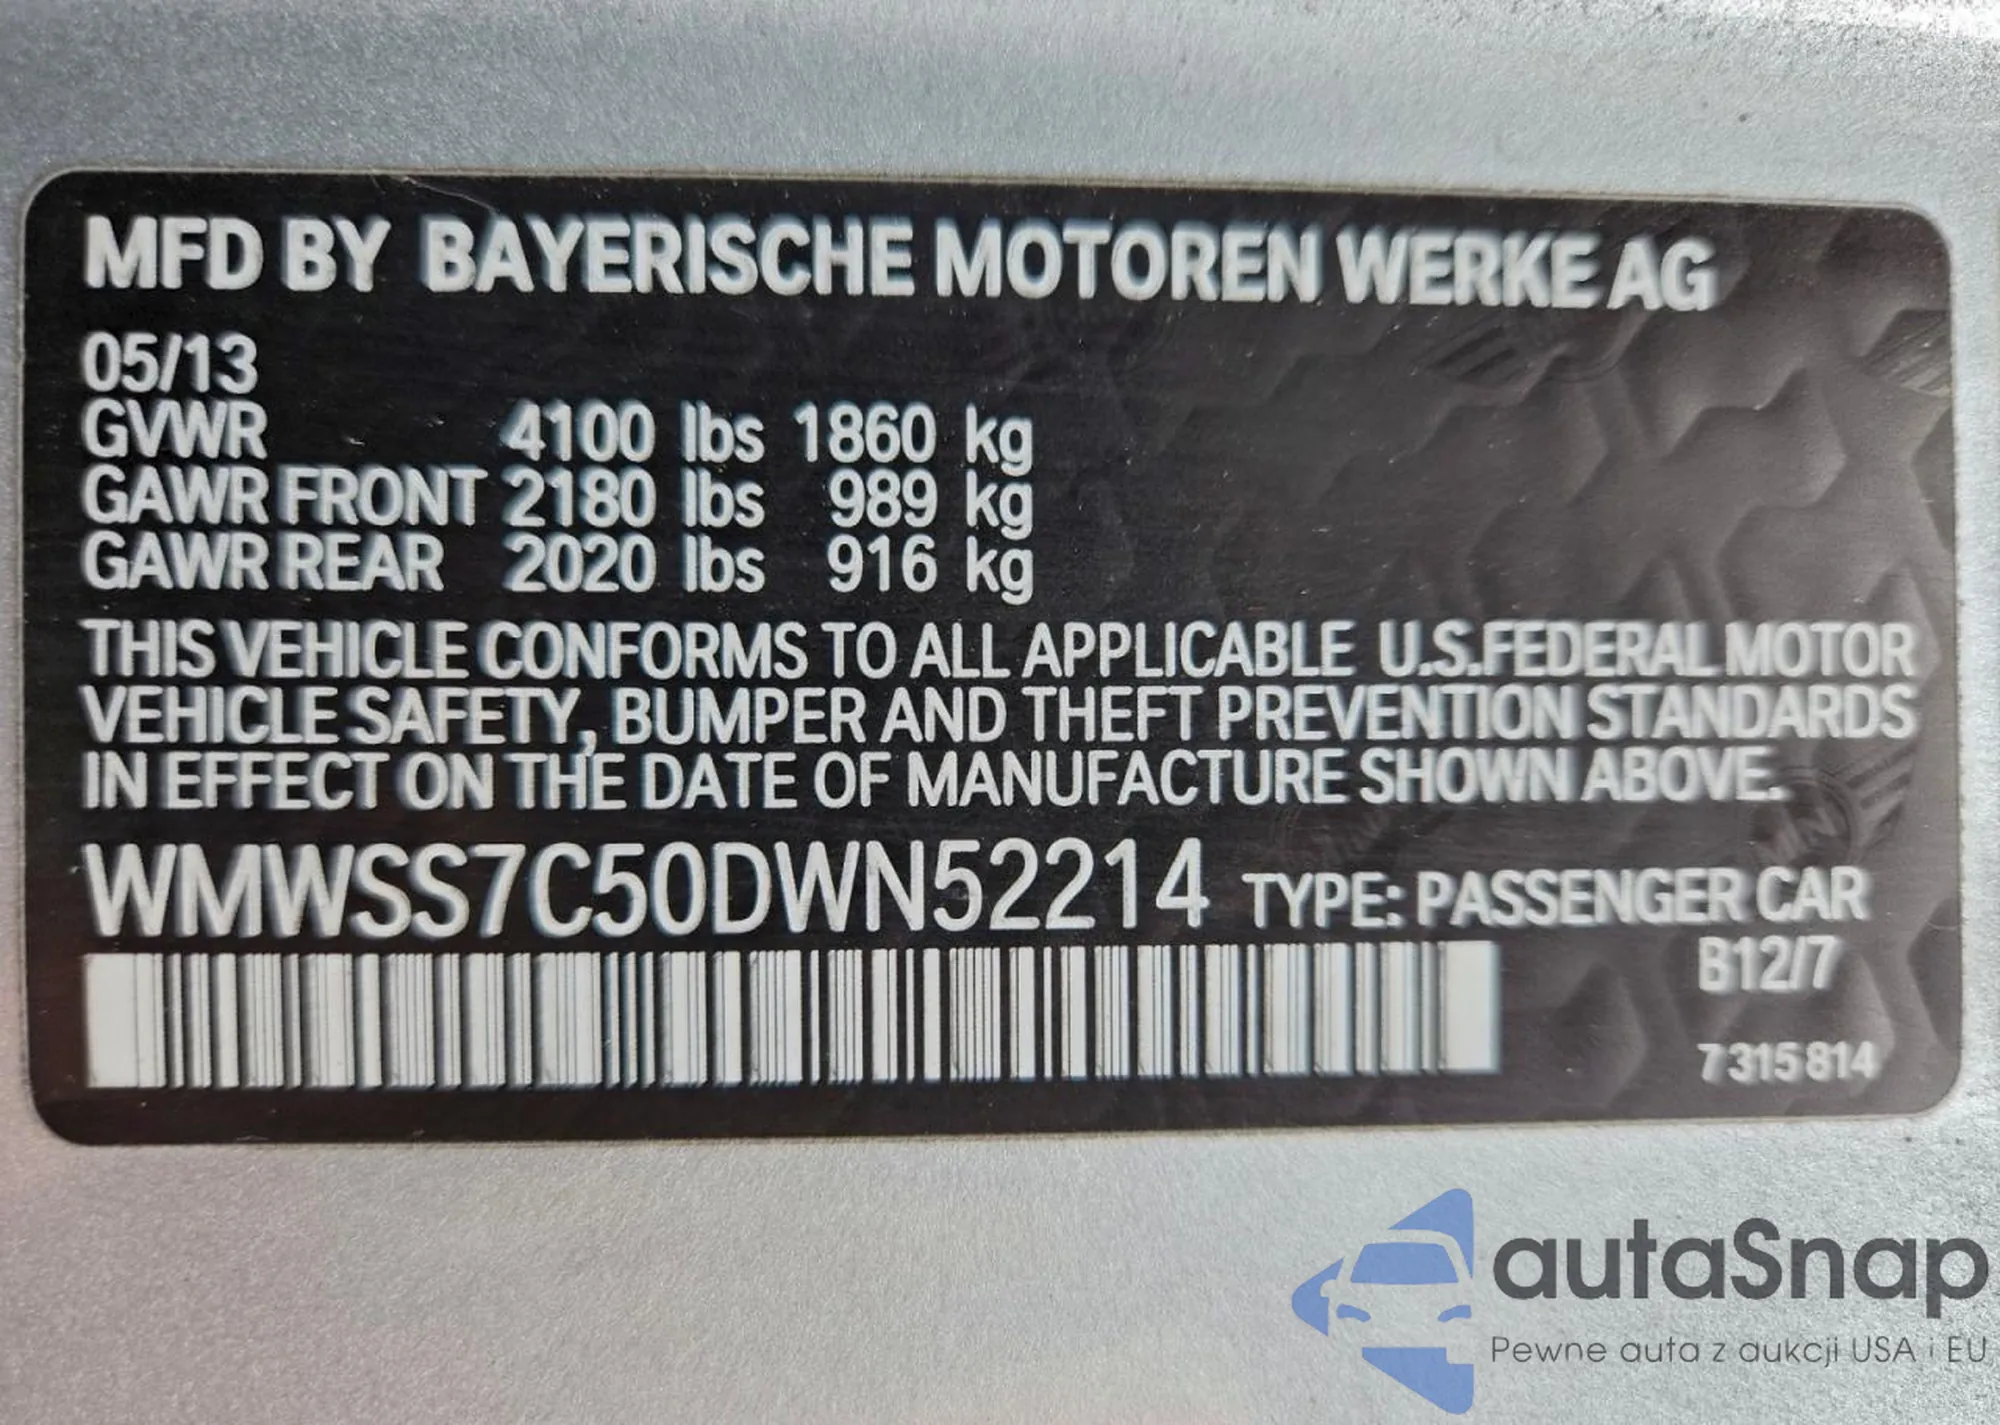 MFD BY BAYERISCHE MOTOREN WERKE AG
05/13
GVWR 4100 lbs 1860 kg
GAWR FRONT 2180 lbs 989 kg
GAWR REAR 2020 lbs 916 kg
THIS VEHICLE CONFORMS TO ALL APPLICABLE U.S.FEDERAL MOTOR
VEHICLE SAFETY, BUMPER AND THEFT PREVENTION STANDARDS
IN EFFECT ON THE DATE OF MANUFACTURE SHOWN ABOVE.
WMWSS7C50DWN52214 TYPE: PASSENGER CAR
B12/7
7 315 814
autaSnap
Pewne auta z aukcji USA i EU